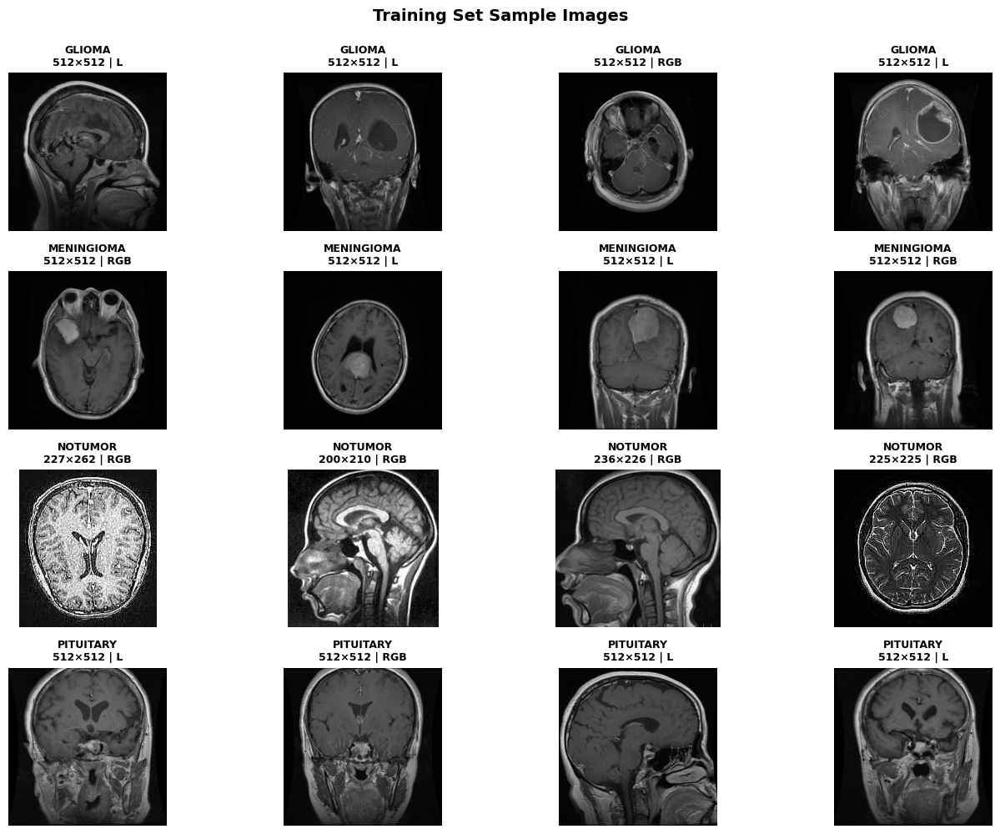 Training Set Sample Images
GLIOMA
512×512 | L
GLIOMA
512×512 | L
GLIOMA
512×512 | RGB
GLIOMA
512×512 | L
MENINGIOMA
512×512 | RGB
MENINGIOMA
512×512 | L
MENINGIOMA
512×512 | L
MENINGIOMA
512×512 | RGB
NOTUMOR
227×262 | RGB
NOTUMOR
200×210 | RGB
NOTUMOR
236×226 | RGB
NOTUMOR
225×225 | RGB
PITUITARY
512×512 | L
PITUITARY
512×512 | RGB
PITUITARY
512×512 | L
PITUITARY
512×512 | L